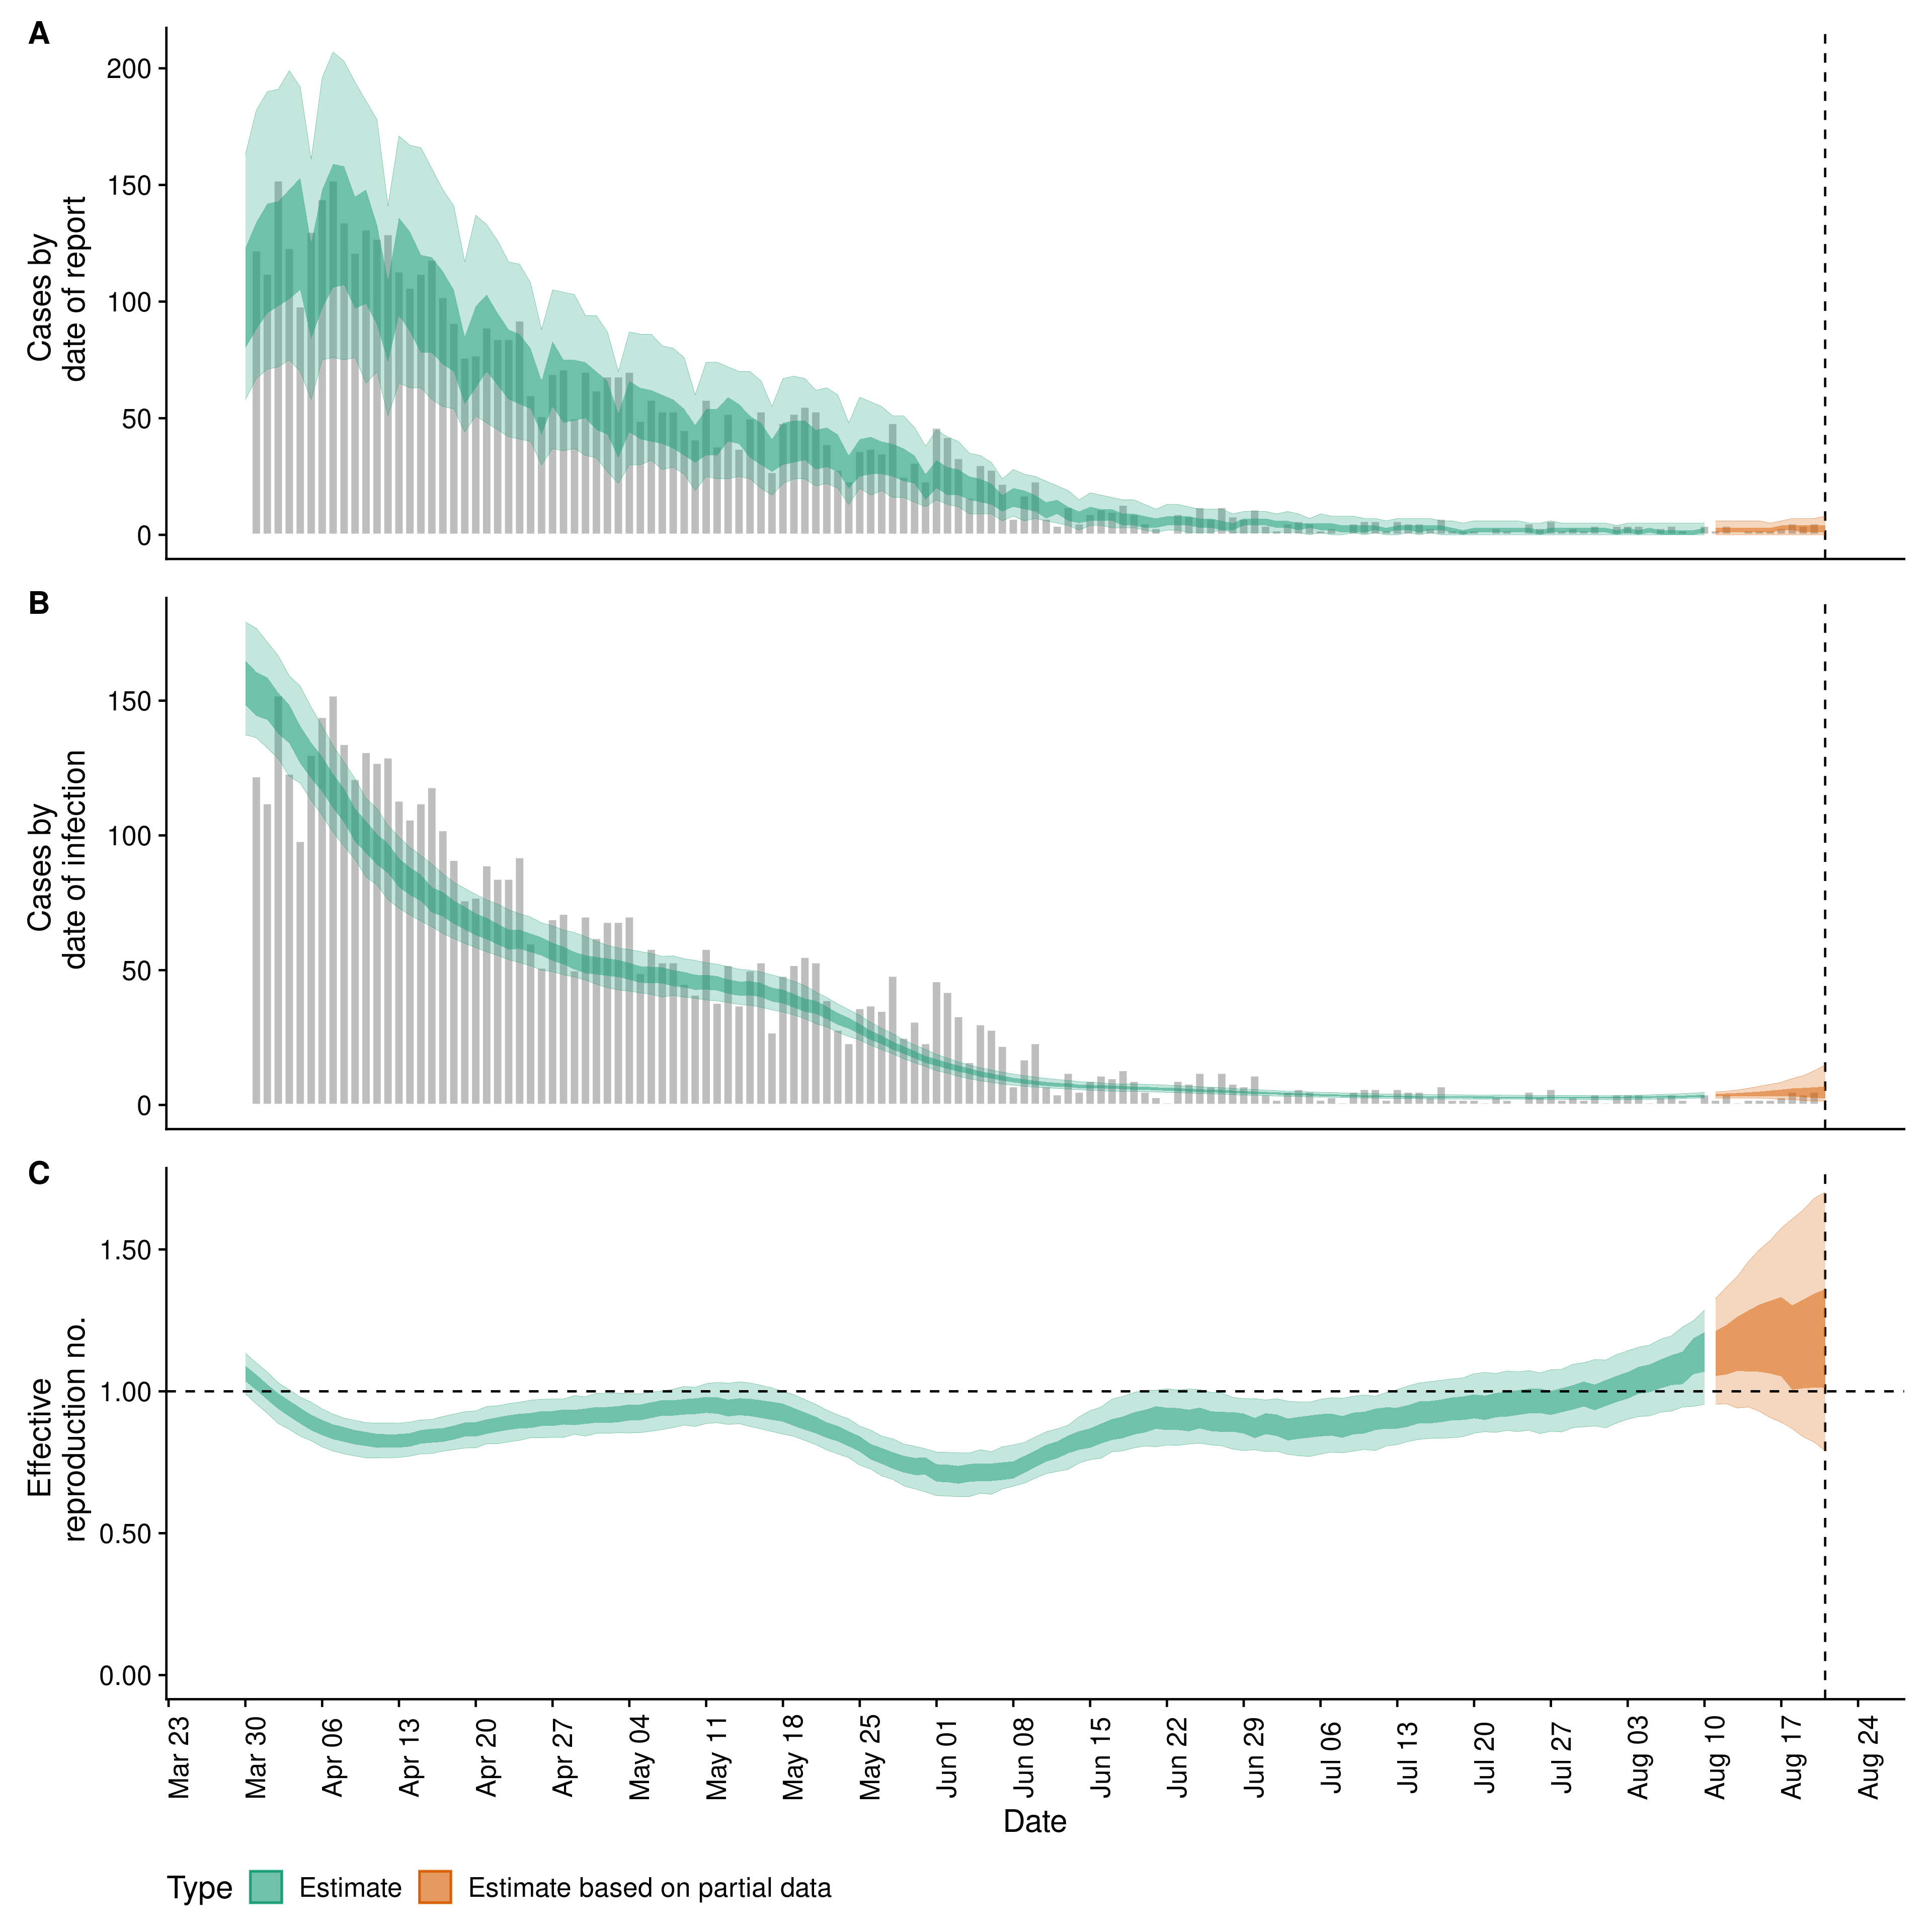 A
200
150
100
50
0
Cases by
date of report
B
150
100
50
0
Cases by
date of infection
C
1.50
1.00
0.50
0.00
Effective
reproduction no.
Mar 23
Mar 30
Apr 06
Apr 13
Apr 20
Apr 27
May 04
May 11
May 18
May 25
Jun 01
Jun 08
Jun 15
Jun 22
Jun 29
Jul 06
Jul 13
Jul 20
Jul 27
Aug 03
Aug 10
Aug 17
Aug 24
Date
Type Estimate Estimate based on partial data